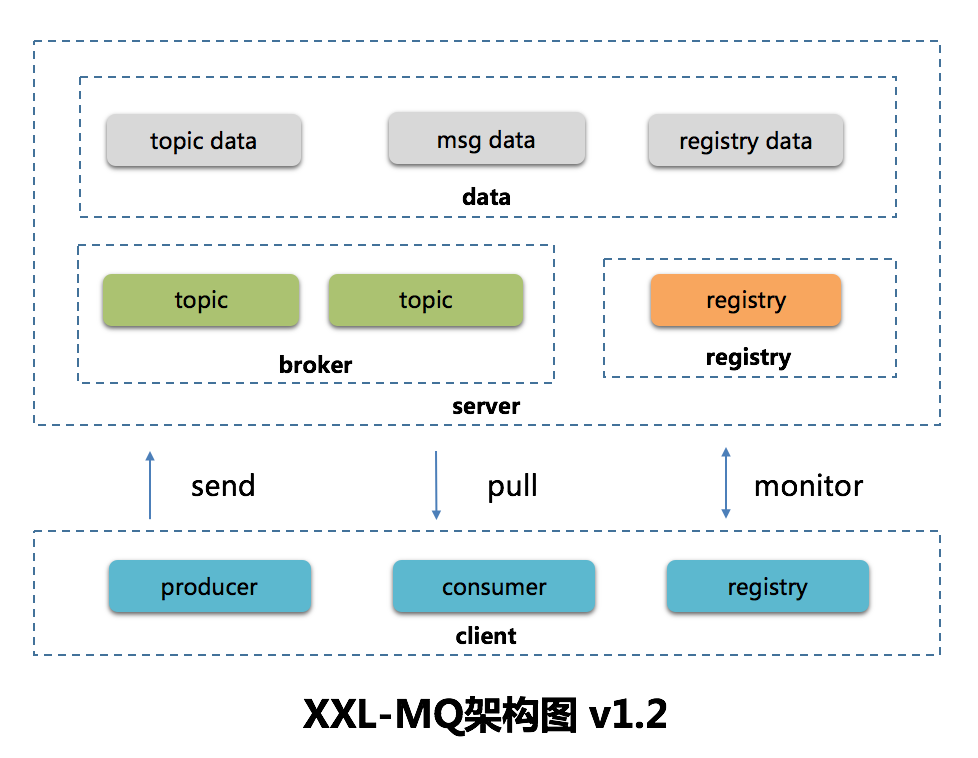 topic data
msg data
registry data
data
topic
topic
broker
registry
registry
server
send
pull
monitor
producer
consumer
registry
client
XXL-MQ架构图 v1.2